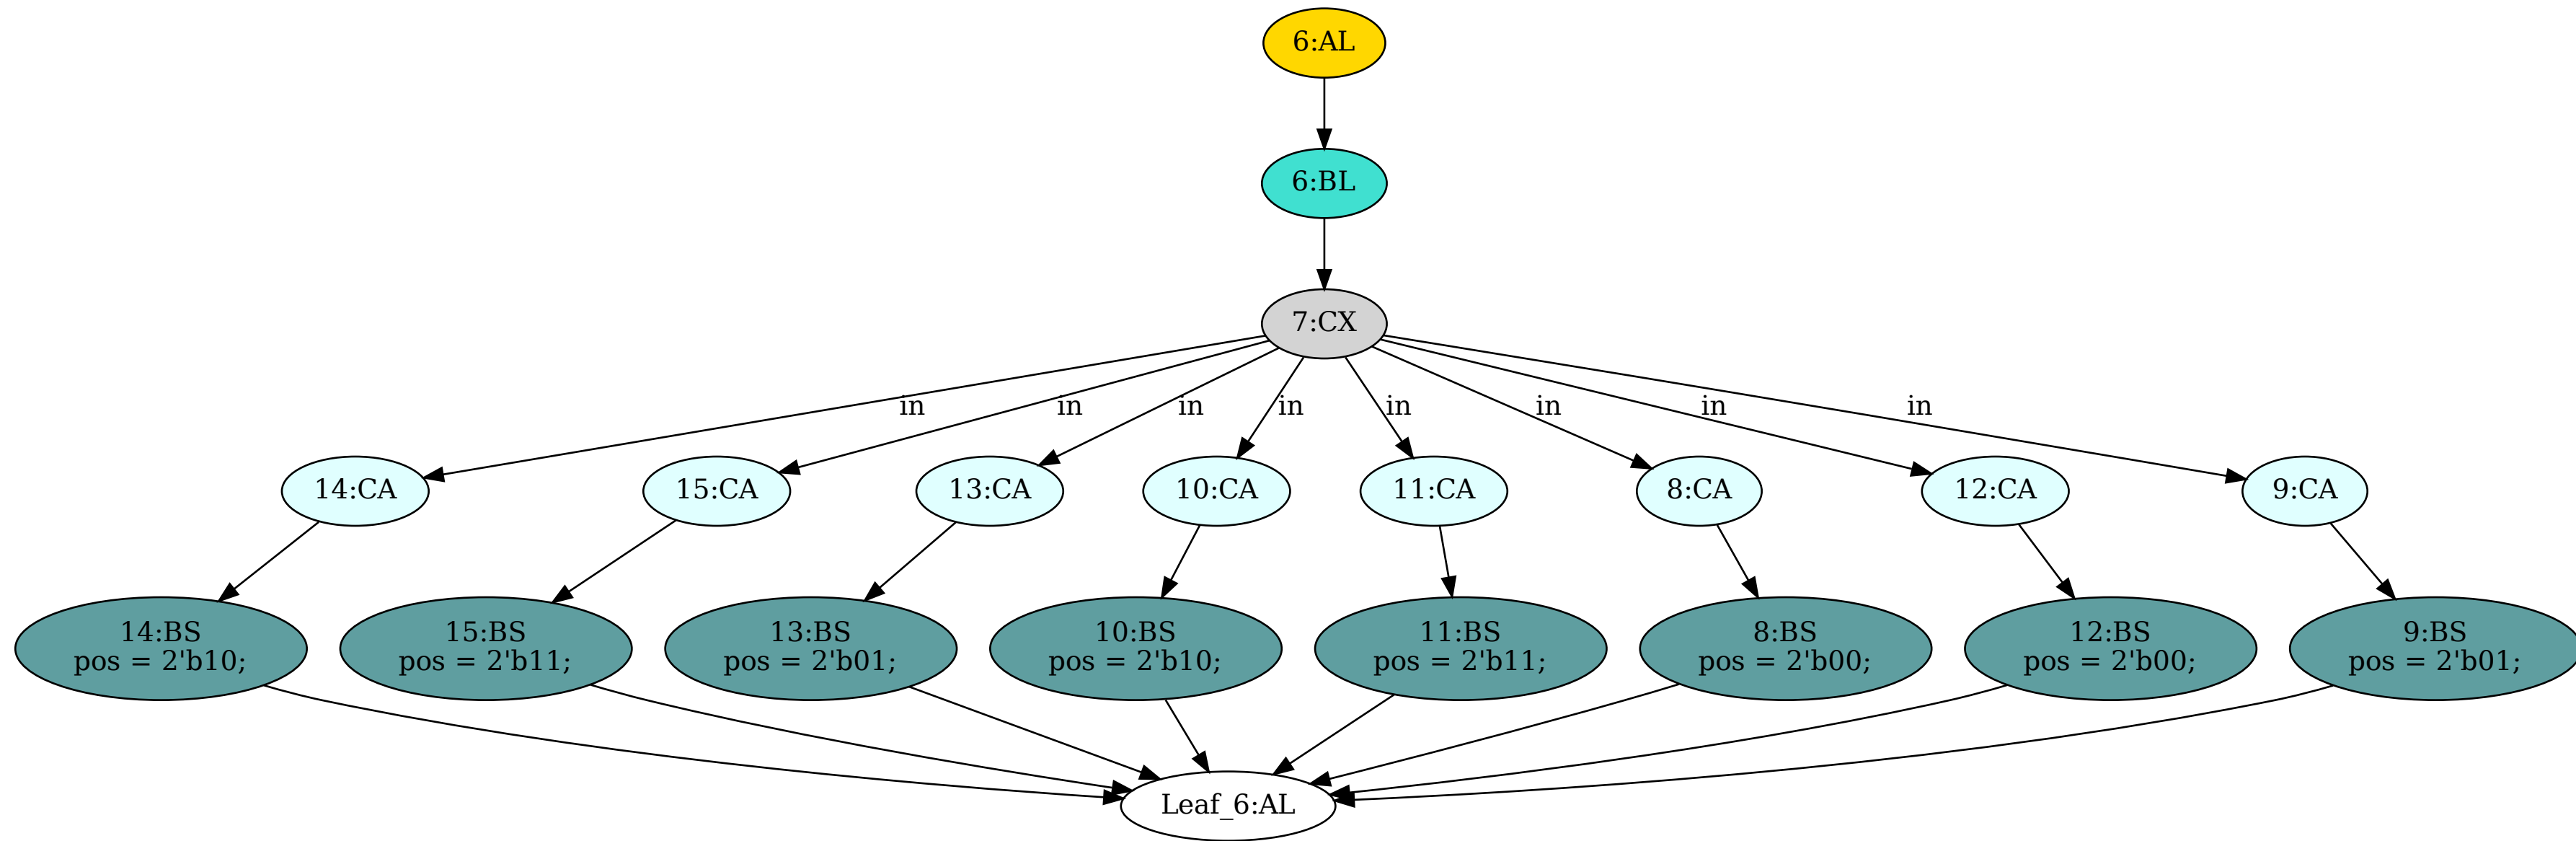 6:AL
6:BL
7:CX
in
in
in
in
in
in
in
in
14:CA
15:CA
13:CA
10:CA
11:CA
8:CA
12:CA
9:CA
14:BS
pos = 2'b10;
15:BS
pos = 2'b11;
13:BS
pos = 2'b01;
10:BS
pos = 2'b10;
11:BS
pos = 2'b11;
8:BS
pos = 2'b00;
12:BS
pos = 2'b00;
9:BS
pos = 2'b01;
Leaf_6:AL